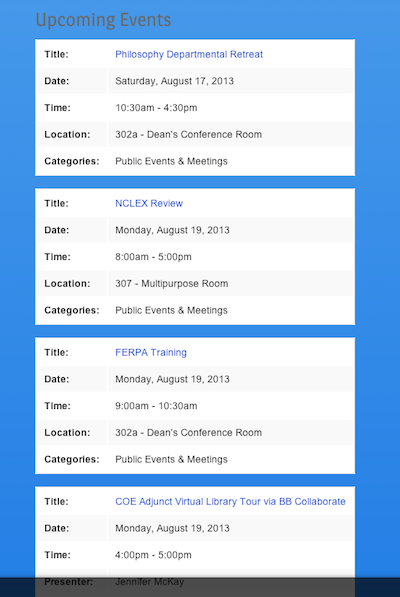 Upcoming Events
Title: Philosophy Departmental Retreat
Date: Saturday, August 17, 2013
Time: 10:30am - 4:30pm
Location: 302a - Dean's Conference Room
Categories: Public Events & Meetings
Title: NCLEX Review
Date: Monday, August 19, 2013
Time: 8:00am - 5:00pm
Location: 307 - Multipurpose Room
Categories: Public Events & Meetings
Title: FERPA Training
Date: Monday, August 19, 2013
Time: 9:00am - 10:30am
Location: 302a - Dean's Conference Room
Categories: Public Events & Meetings
Title: COE Adjunct Virtual Library Tour via BB Collaborate
Date: Monday, August 19, 2013
Time: 4:00pm - 5:00pm
Presenter: Jennifer McKay